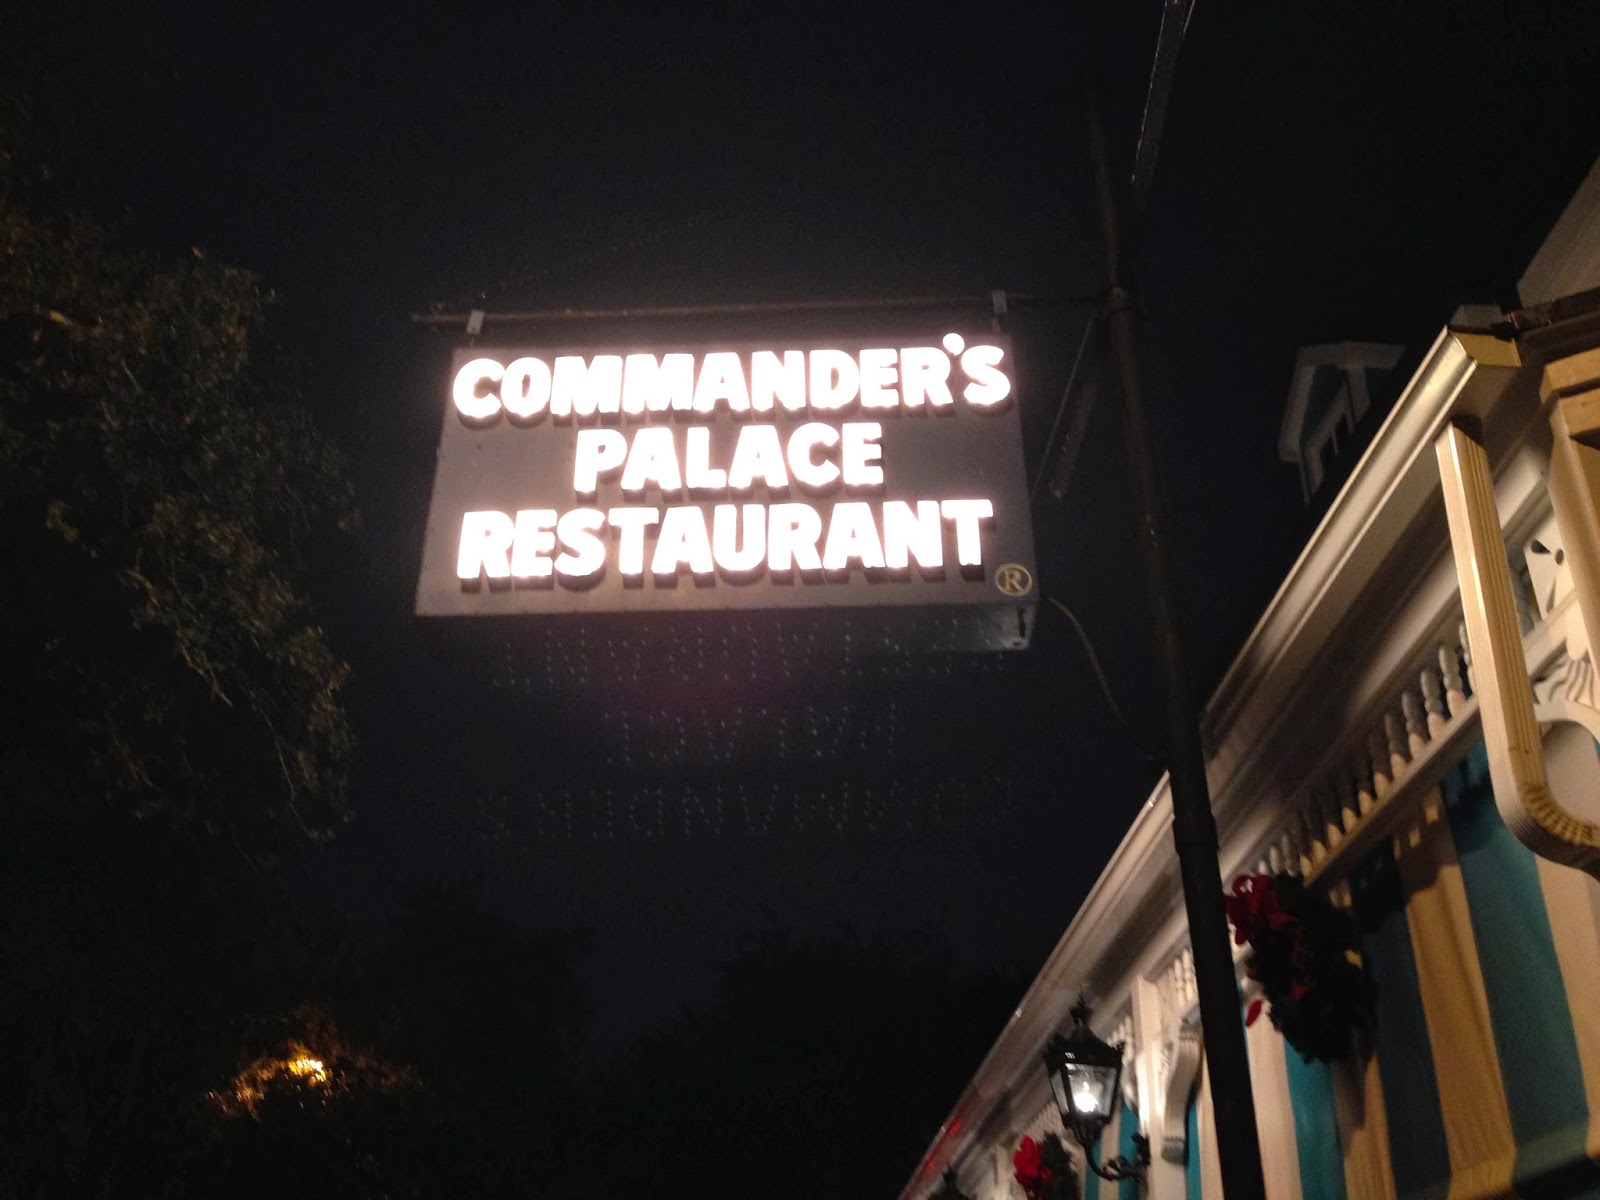 COMMANDER'S
PALACE
RESTAURANT
®